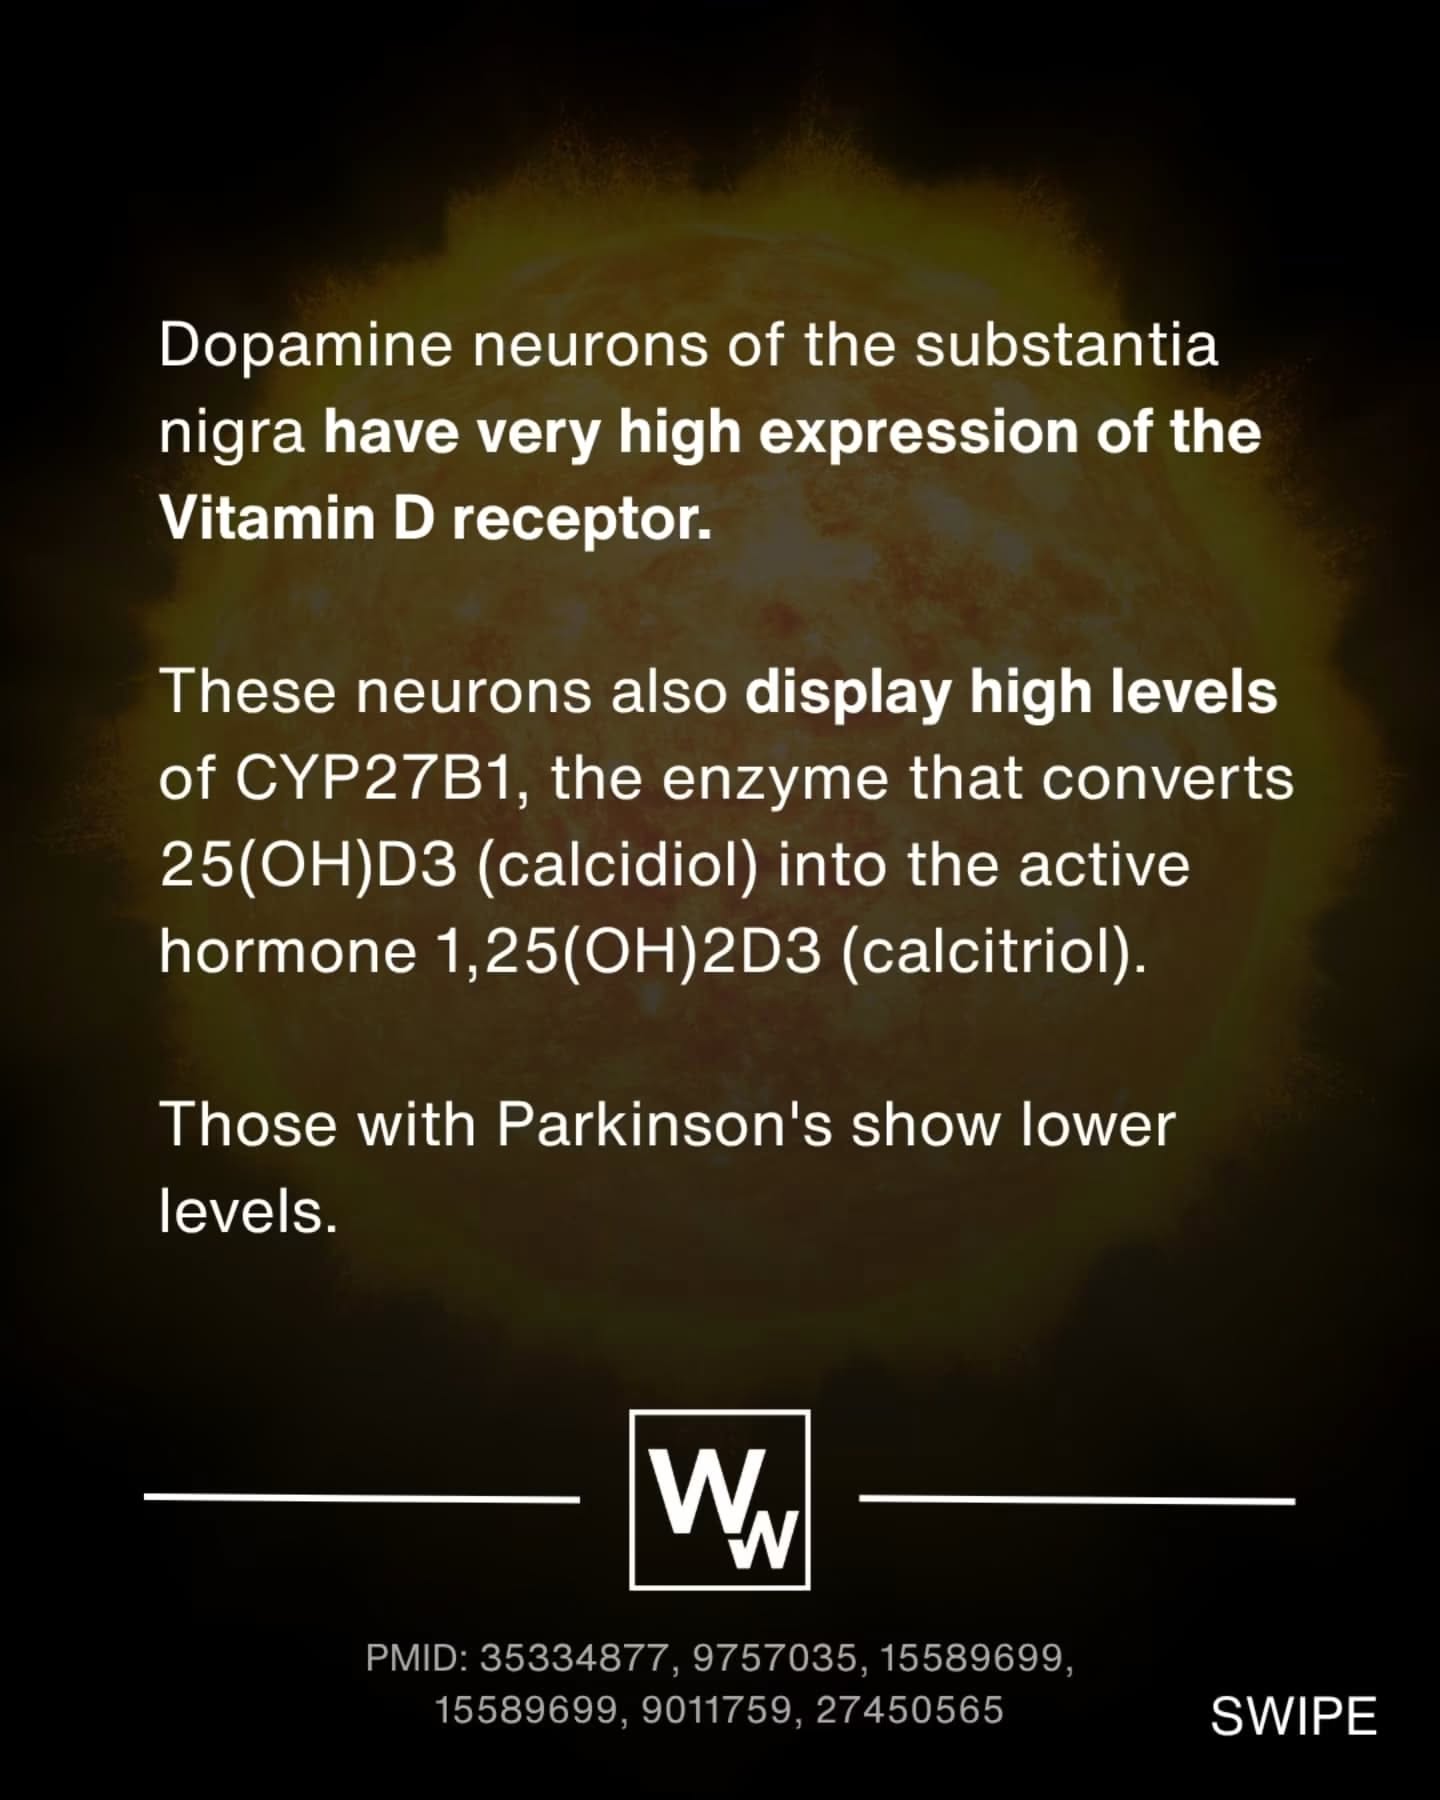 Dopamine neurons of the substantia
nigra have very high expression of the
Vitamin D receptor.
These neurons also display high levels
of CYP27B1, the enzyme that converts
25(OH)D3 (calcidiol) into the active
hormone 1,25(OH)2D3 (calcitriol).
Those with Parkinson's show lower
levels.
Ww
PMID: 35334877, 9757035, 15589699,
15589699, 9011759, 27450565
SWIPE